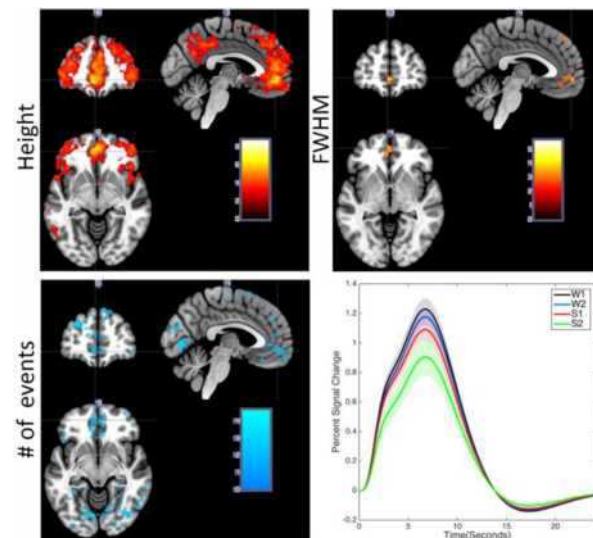 Height
FWHM
# of events
1.4
1.2
1
0.8
0.6
0.4
0.2
0
-0.2
Percent Signal Change
W1
W2
S1
S2
0
5
10
15
20
Time(Seconds)